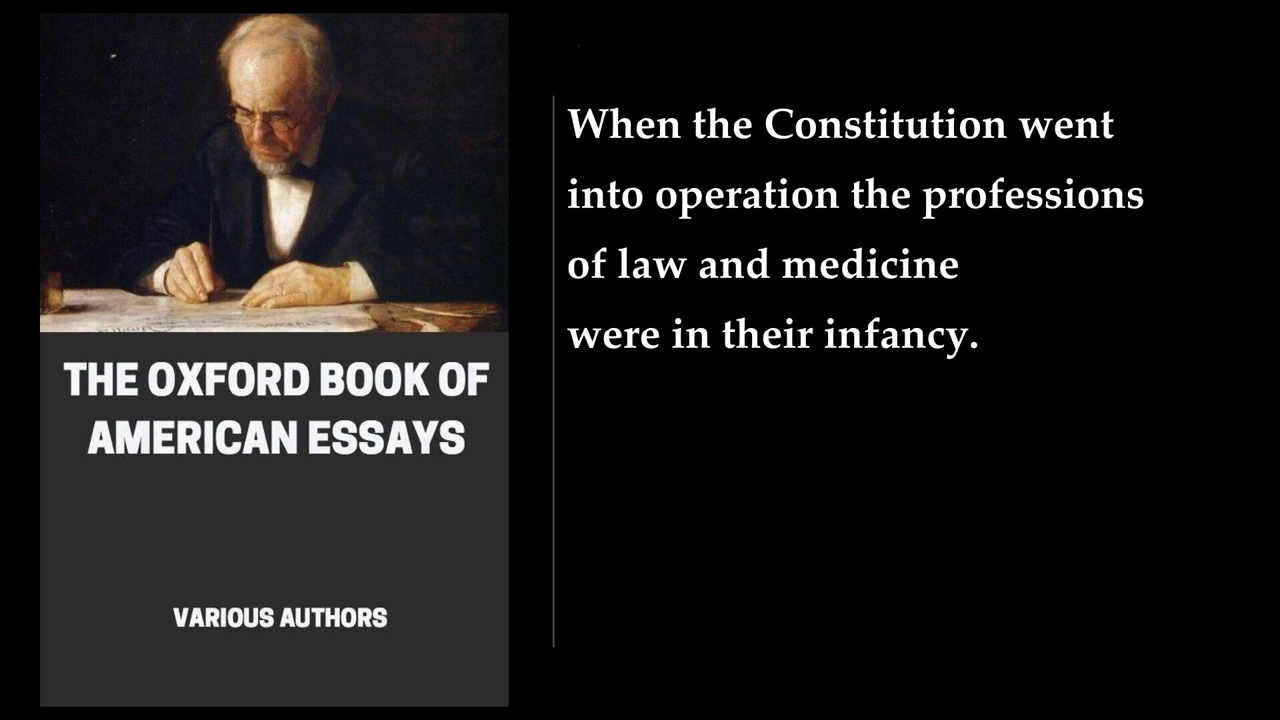 THE OXFORD BOOK OF
AMERICAN ESSAYS
VARIOUS AUTHORS
When the Constitution went
into operation the professions
of law and medicine
were in their infancy.